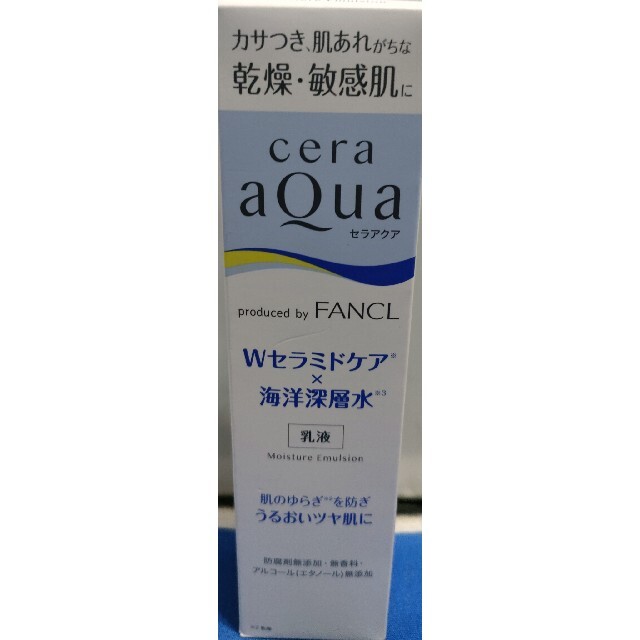 カサつき、肌あれがちな
乾燥・敏感肌に
cera
aQua
セラアクア
produced by FANCL
Wセラミドケア※
×
海洋深層水※3
乳液
Moisture Emulsion
肌のゆらぎ※2を防ぎ
うるおいツヤ肌に
防腐剤無添加・無香料・
アルコール(エタノール)無添加